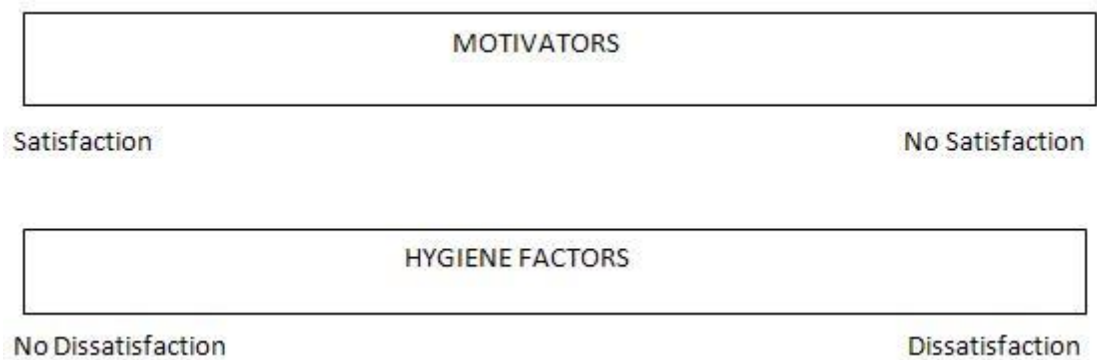 MOTIVATORS
Satisfaction No Satisfaction
HYGIENE FACTORS
No Dissatisfaction Dissatisfaction